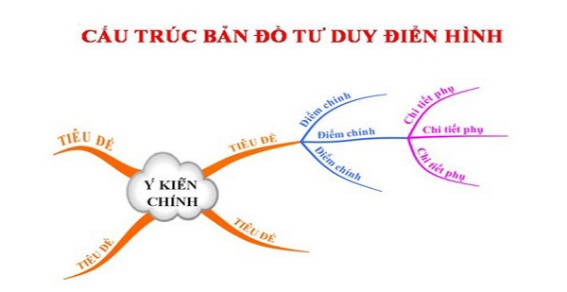 CẤU TRÚC BẢN ĐỒ TƯ DUY ĐIỂN HÌNH
TIÊU ĐỀ
TIÊU ĐỀ
Điểm chính
Điểm chính
Điểm chính
Chi tiết phụ
Chi tiết phụ
Chi tiết phụ
Ý KIẾN
CHÍNH
TIÊU ĐỀ
TIÊU ĐỀ